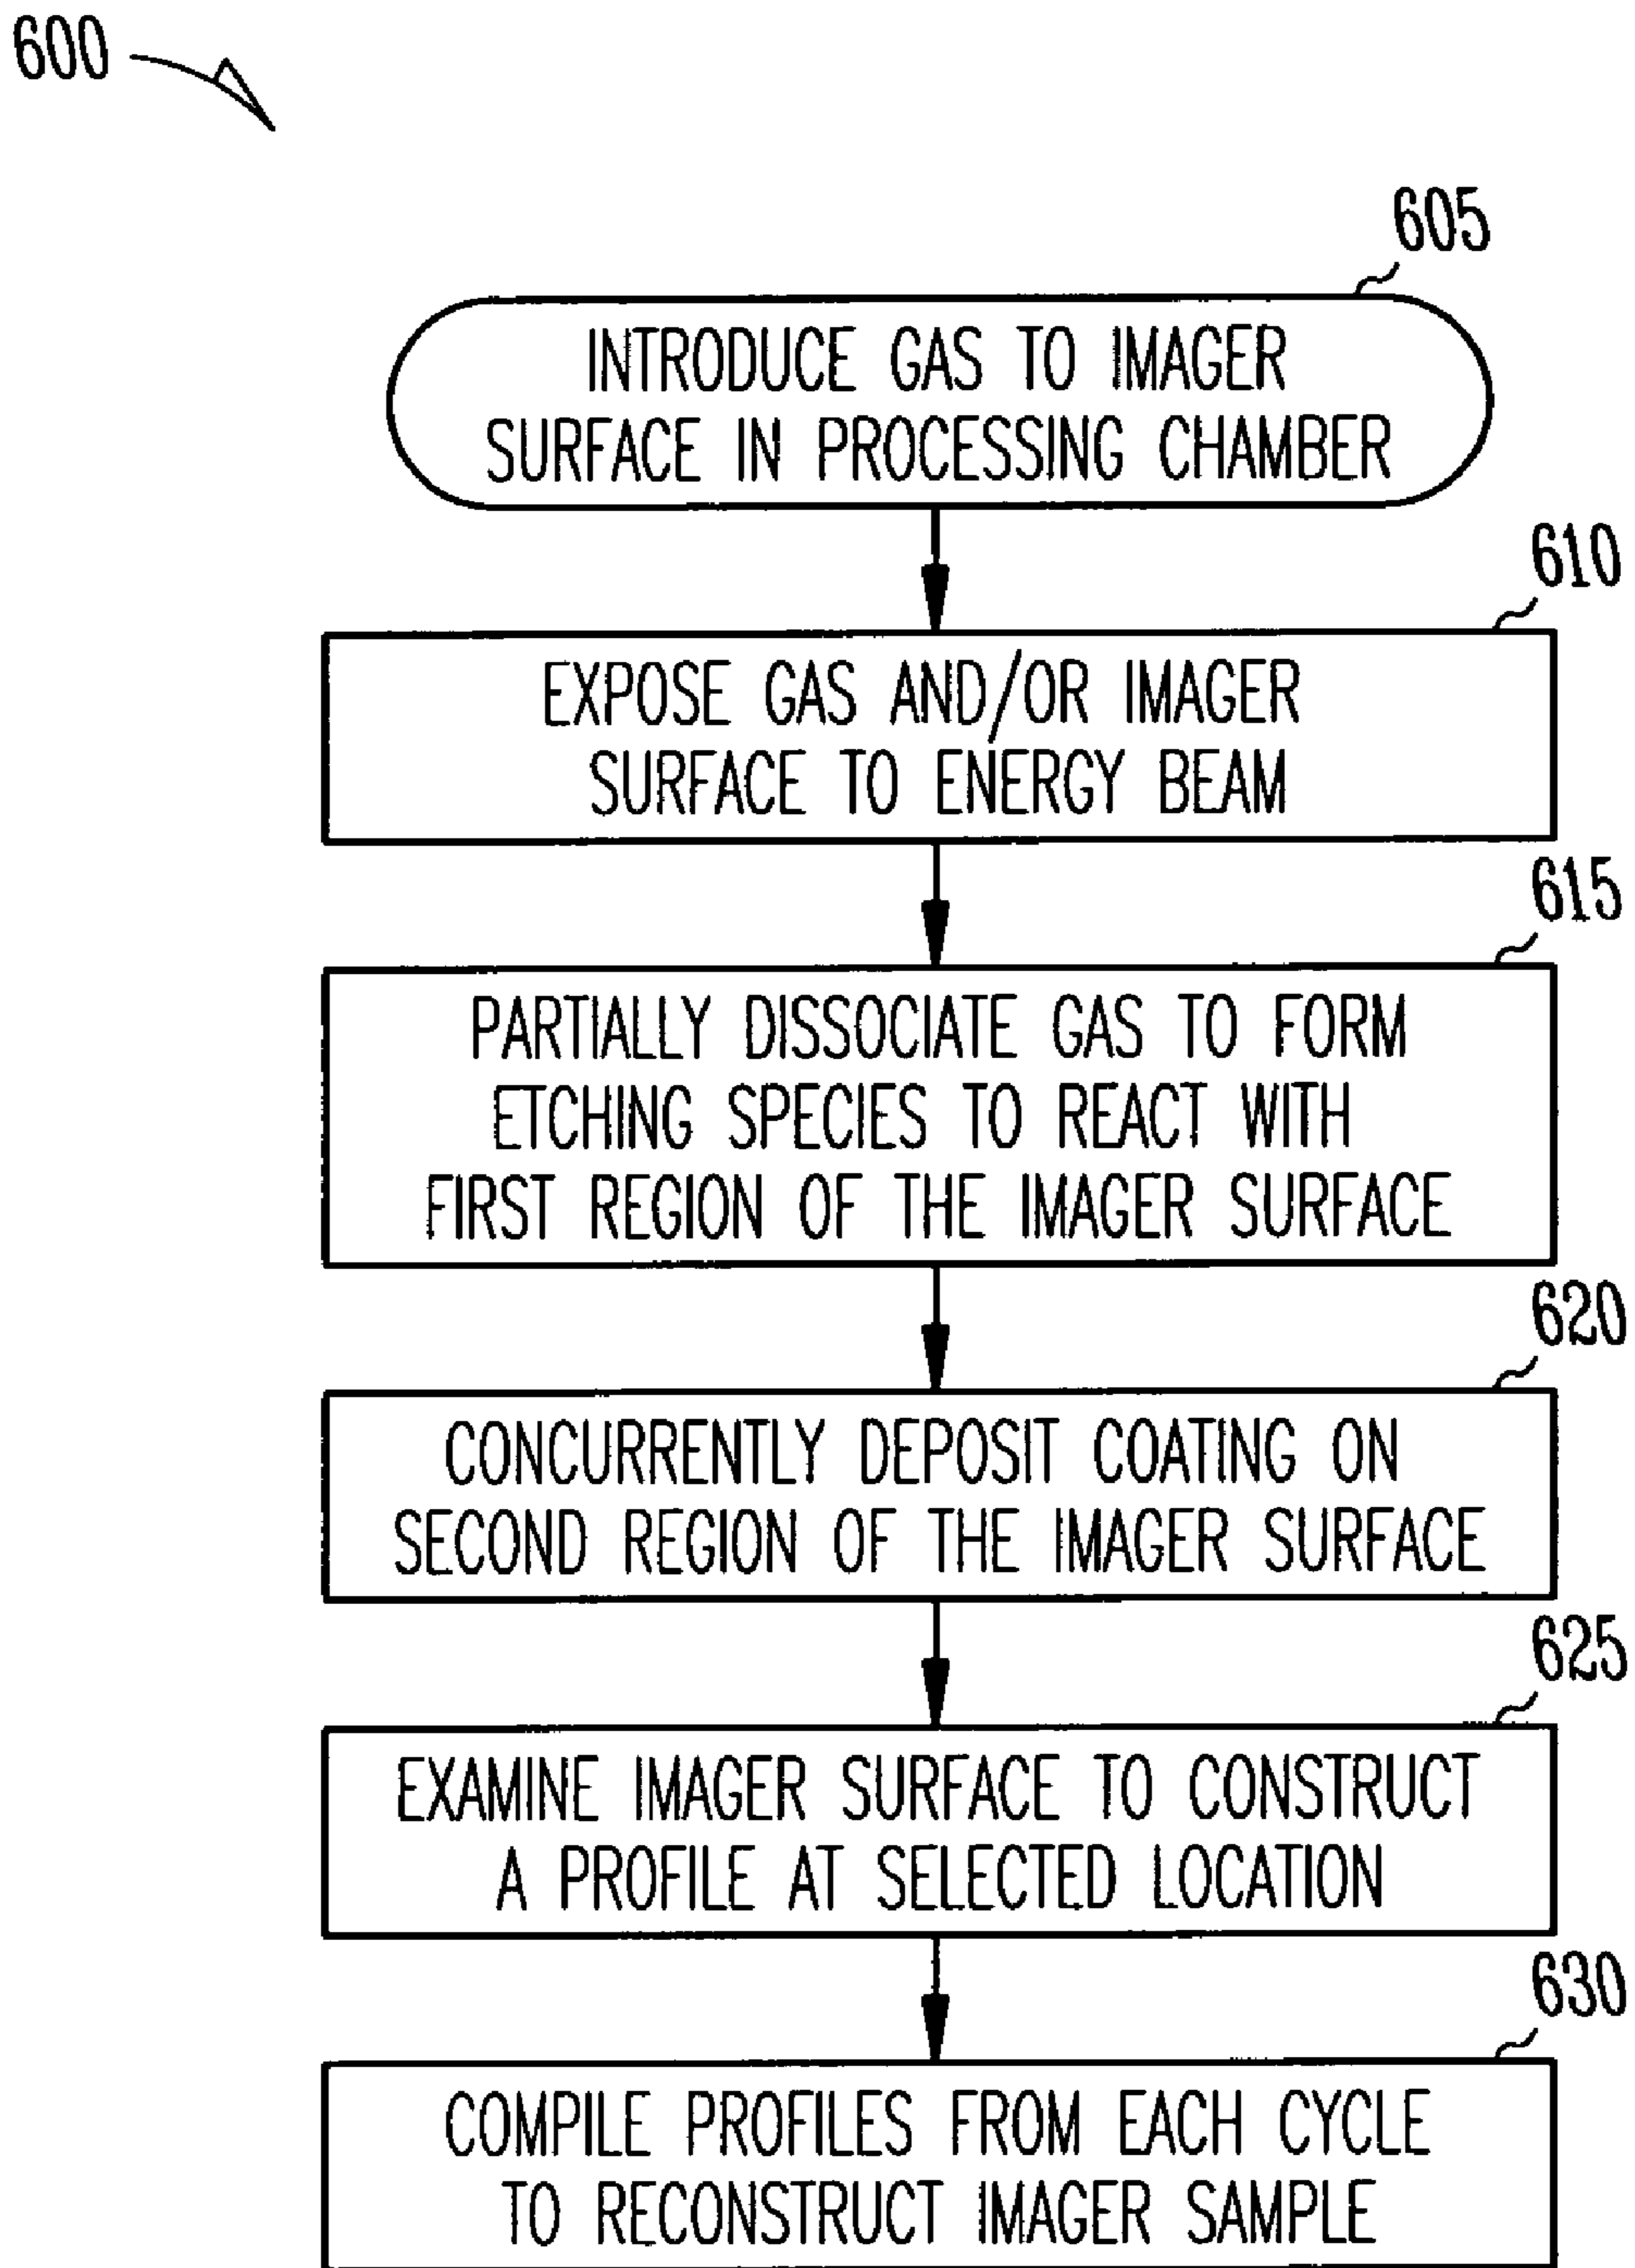 600
605
INTRODUCE GAS TO IMAGER
SURFACE IN PROCESSING CHAMBER
610
EXPOSE GAS AND/OR IMAGER
SURFACE TO ENERGY BEAM
615
PARTIALLY DISSOCIATE GAS TO FORM
ETCHING SPECIES TO REACT WITH
FIRST REGION OF THE IMAGER SURFACE
620
CONCURRENTLY DEPOSIT COATING ON
SECOND REGION OF THE IMAGER SURFACE
625
EXAMINE IMAGER SURFACE TO CONSTRUCT
A PROFILE AT SELECTED LOCATION
630
COMPILE PROFILES FROM EACH CYCLE
TO RECONSTRUCT IMAGER SAMPLE